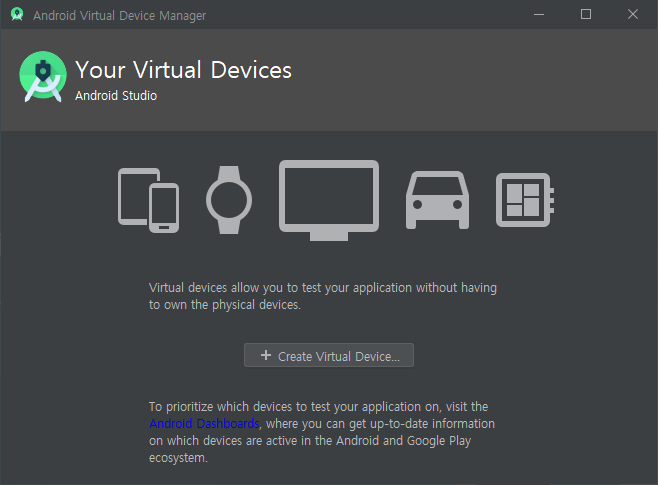 Android Virtual Device Manager
Your Virtual Devices
Android Studio
Virtual devices allow you to test your application without having
to own the physical devices.
+ Create Virtual Device...
To prioritize which devices to test your application on, visit the
Android Dashboards, where you can get up-to-date information
on which devices are active in the Android and Google Play
ecosystem.